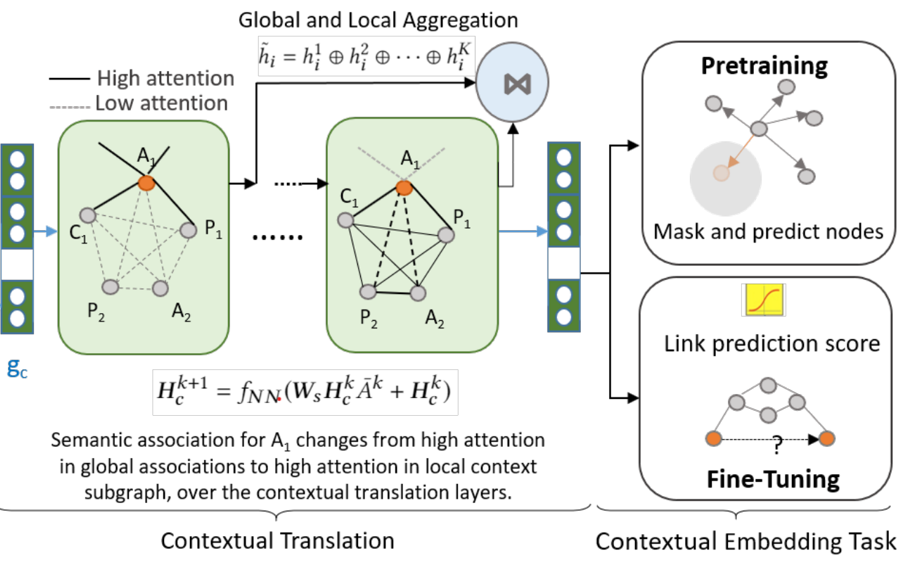 Global and Local Aggregation
h̃_i = h_i^1 ⊕ h_i^2 ⊕ ··· ⊕ h_i^K
⋈
High attention
Low attention
A₁
C₁
P₁
P₂
A₂
......
......
A₁
C₁
P₁
P₂
A₂
g_c
H_c^{k+1} = f_{NN}(W_s H_c^k Ā^k + H_c^k)
Semantic association for A₁ changes from high attention
in global associations to high attention in local context
subgraph, over the contextual translation layers.
Contextual Translation
Pretraining
Mask and predict nodes
Link prediction score
?
Fine-Tuning
Contextual Embedding Task